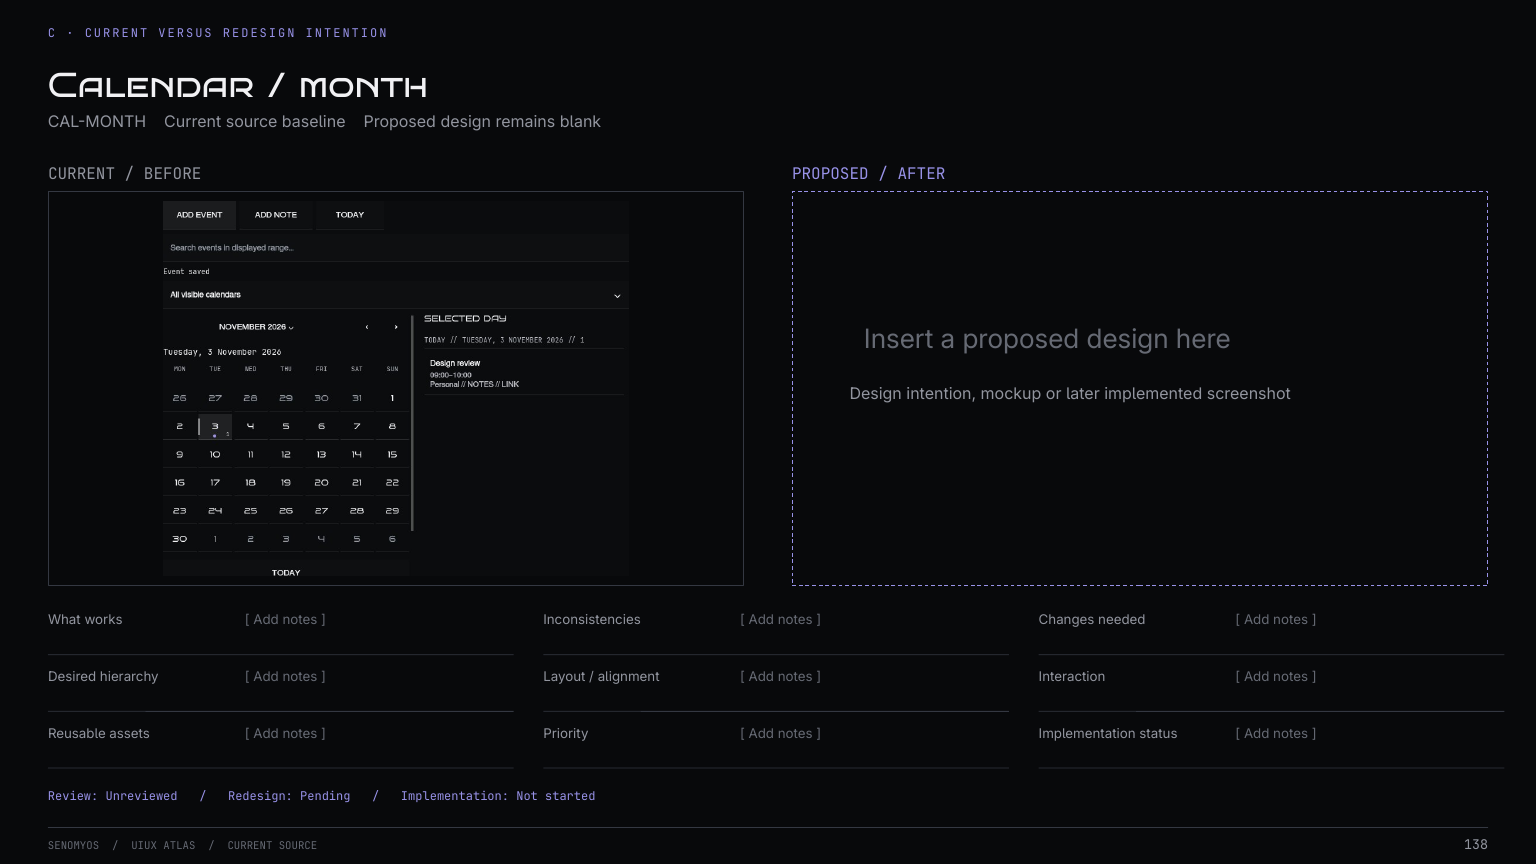 C · CURRENT VERSUS REDESIGN INTENTION
CALENDAR / MONTH
CAL-MONTH Current source baseline Proposed design remains blank
CURRENT / BEFORE
ADD EVENT ADD NOTE TODAY
Search events in displayed range...
Event saved
All visible calendars
NOVEMBER 2026 ‹ ›
Tuesday, 3 November 2026
MON TUE WED THU FRI SAT SUN
26 27 28 29 30 31 1
2 3 4 5 6 7 8
9 10 11 12 13 14 15
16 17 18 19 20 21 22
23 24 25 26 27 28 29
30 1 2 3 4 5 6
TODAY
SELECTED DAY
TODAY // TUESDAY, 3 NOVEMBER 2026 // 1
Design review
09:00–10:00
Personal // NOTES // LINK
PROPOSED / AFTER
Insert a proposed design here
Design intention, mockup or later implemented screenshot
What works [ Add notes ] Inconsistencies [ Add notes ] Changes needed [ Add notes ]
Desired hierarchy [ Add notes ] Layout / alignment [ Add notes ] Interaction [ Add notes ]
Reusable assets [ Add notes ] Priority [ Add notes ] Implementation status [ Add notes ]
Review: Unreviewed / Redesign: Pending / Implementation: Not started
SENOMYOS / UIUX ATLAS / CURRENT SOURCE 138